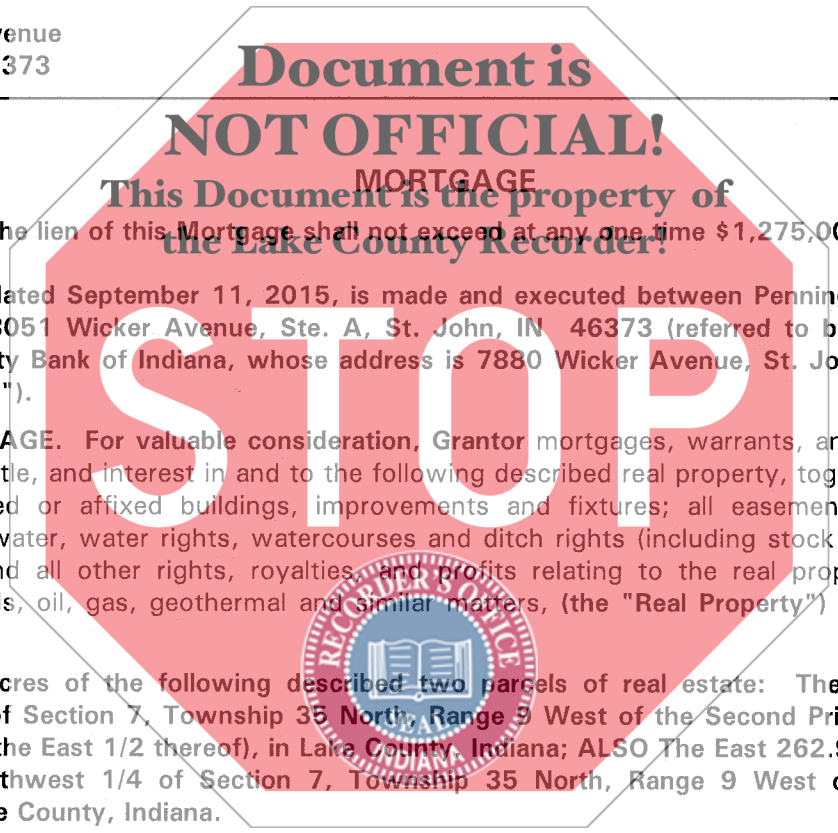 venue
373
Document is
NOT OFFICIAL!
MORTGAGE
This Document is the property of
the Lake County Recorder!
he lien of this Mortgage shall not exceed at any one time $1,275,00
ated September 11, 2015, is made and executed between Pennin
8051 Wicker Avenue, Ste. A, St. John, IN 46373 (referred to b
ty Bank of Indiana, whose address is 7880 Wicker Avenue, St. Jo
").
STOP
AGE. For valuable consideration, Grantor mortgages, warrants, an
tle, and interest in and to the following described real property, tog
ed or affixed buildings, improvements and fixtures; all easemen
water, water rights, watercourses and ditch rights (including stock
nd all other rights, royalties, and profits relating to the real prop
ls, oil, gas, geothermal and similar matters, (the "Real Property")
RECORDER'S OFFICE
INDIANA
cres of the following described two parcels of real estate: The
of Section 7, Township 35 North, Range 9 West of the Second Pri
the East 1/2 thereof), in Lake County, Indiana; ALSO The East 262.9
thwest 1/4 of Section 7, Township 35 North, Range 9 West o
e County, Indiana.